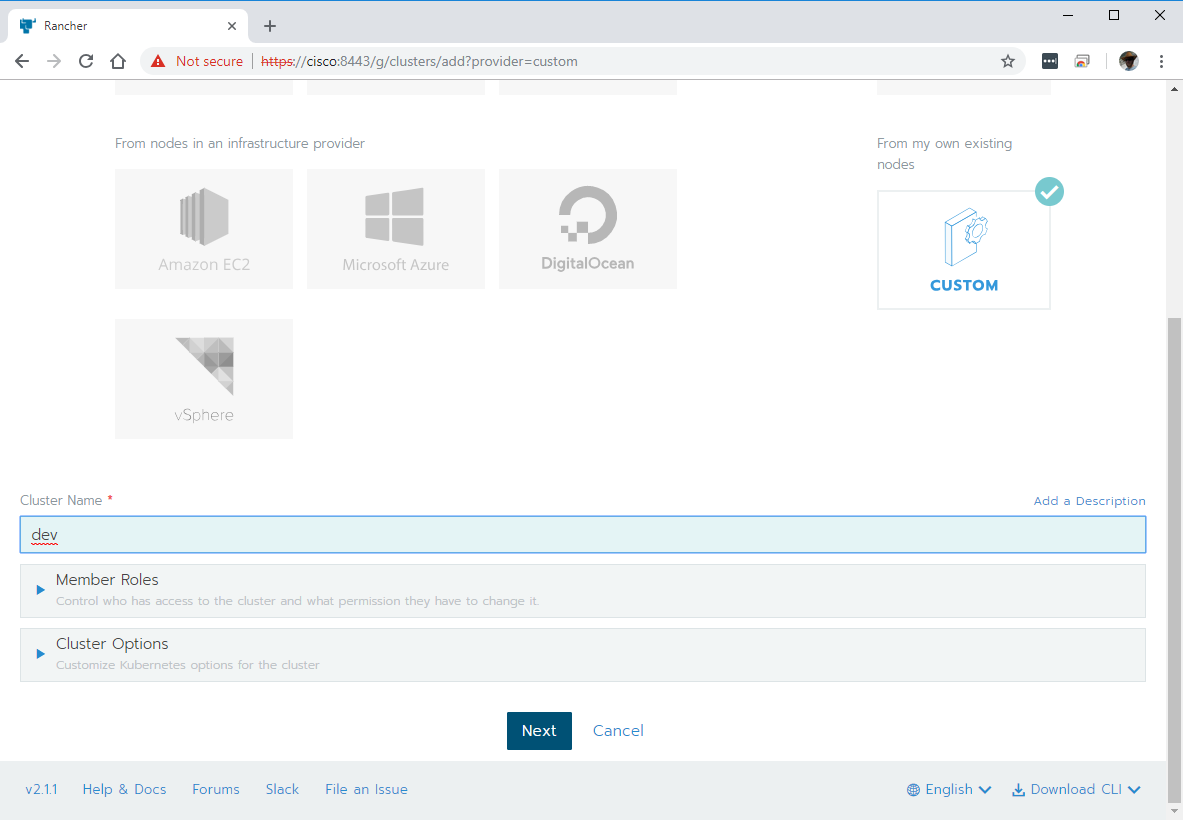 Rancher
Not secure https://cisco:8443/g/clusters/add?provider=custom
From nodes in an infrastructure provider
From my own existing
nodes
Amazon EC2
Microsoft Azure
DigitalOcean
CUSTOM
vSphere
Cluster Name *
Add a Description
dev
Member Roles
Control who has access to the cluster and what permission they have to change it.
Cluster Options
Customize Kubernetes options for the cluster
Next Cancel
v2.1.1 Help & Docs Forums Slack File an Issue English Download CLI